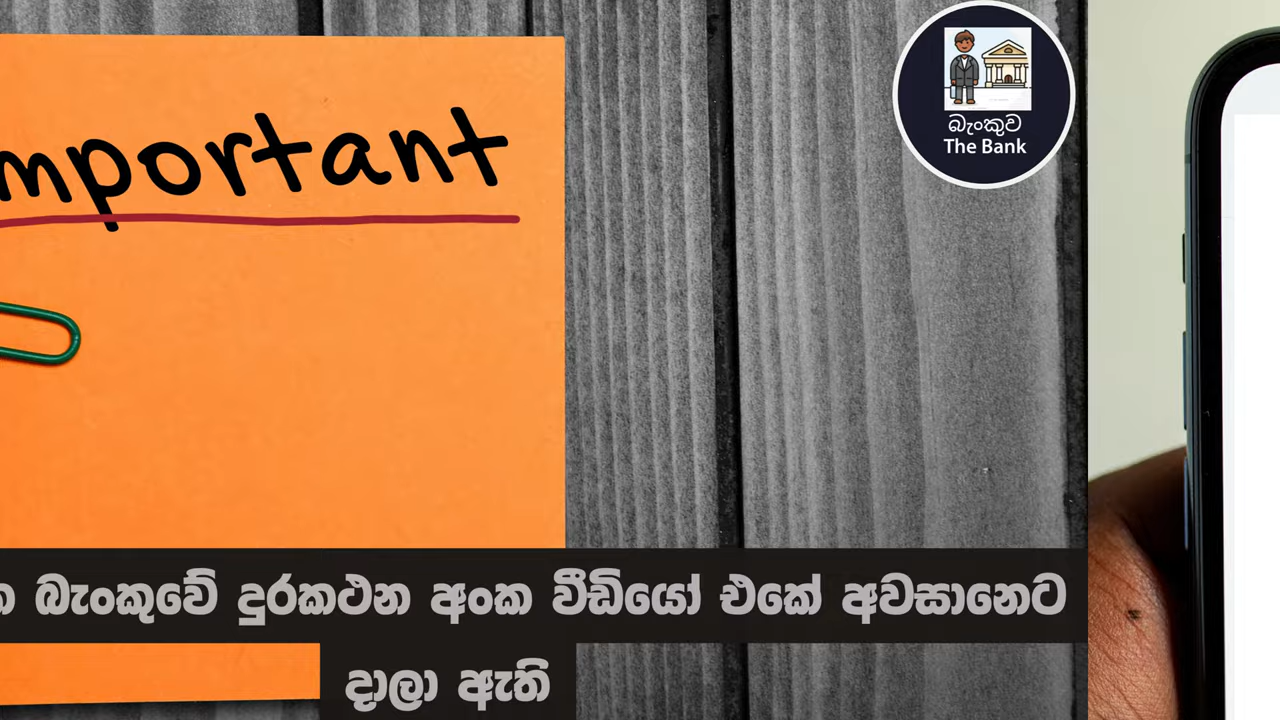 mportant
බැංකුව
The Bank
බැංකුවේ දුරකථන අංක වීඩියෝ එකේ අවසානෙට
දාලා ඇති